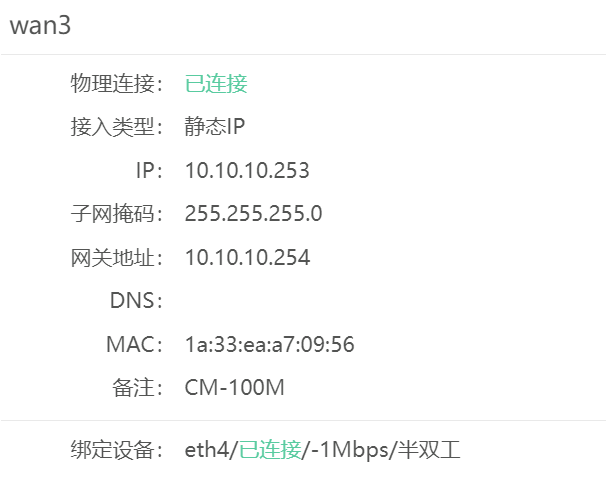 wan3
物理连接： 已连接
接入类型： 静态IP
IP： 10.10.10.253
子网掩码： 255.255.255.0
网关地址： 10.10.10.254
DNS：
MAC： 1a:33:ea:a7:09:56
备注： CM-100M
绑定设备： eth4/已连接/-1Mbps/半双工